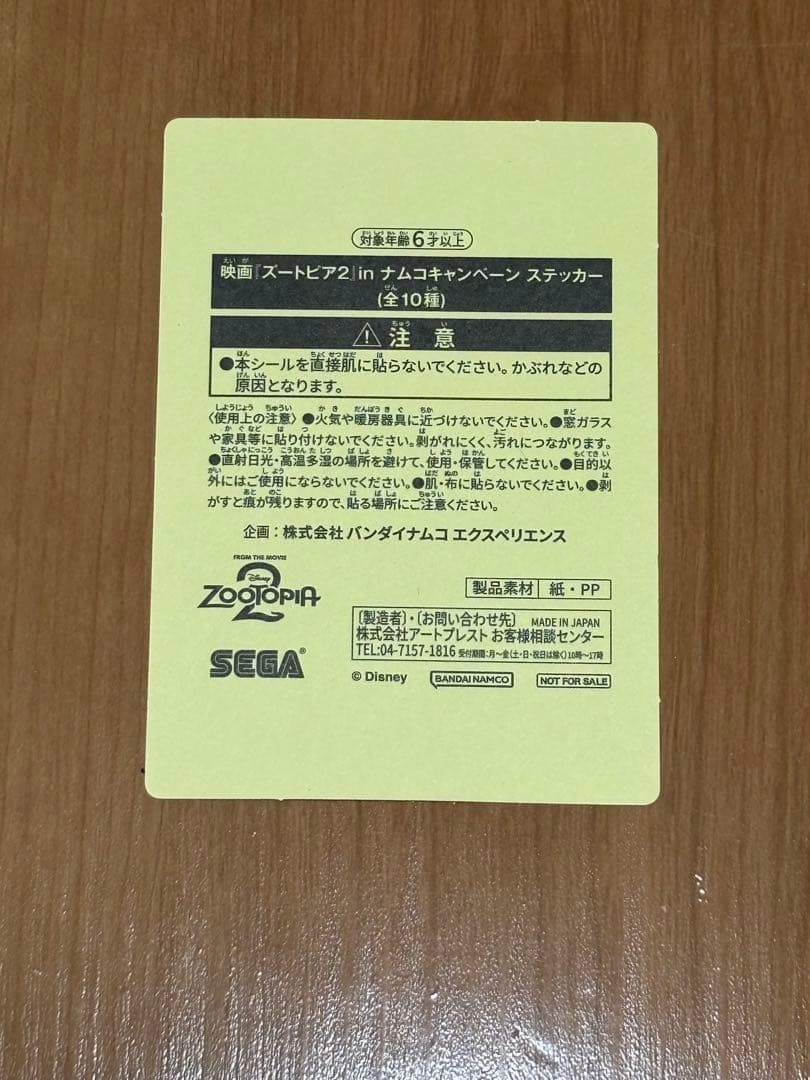 対象年齢6才以上
映画『ズートピア2』in ナムコキャンペーン ステッカー
(全10種)
注意
●本シールを直接肌に貼らないでください。かぶれなどの
原因となります。
〈使用上の注意〉●火気や暖房器具に近づけないでください。●窓ガラス
や家具等に貼り付けないでください。剥がれにくく、汚れにつながります。
●直射日光・高温多湿の場所を避けて、使用・保管してください。●目的以
外にはご使用にならないでください。●肌・布に貼らないでください。●剥
がすと痕が残りますので、貼る場所にご注意ください。
企画：株式会社 バンダイナムコ エクスペリエンス
FROM THE MOVIE
Disney
ZOOTOPIA
2
製品素材 紙・PP
〔製造者〕・〔お問い合わせ先〕 MADE IN JAPAN
株式会社アートプレスト お客様相談センター
TEL:04-7157-1816 受付期間:月～金(土・日・祝日は除く)10時～17時
SEGA®
© Disney BANDAI NAMCO NOT FOR SALE